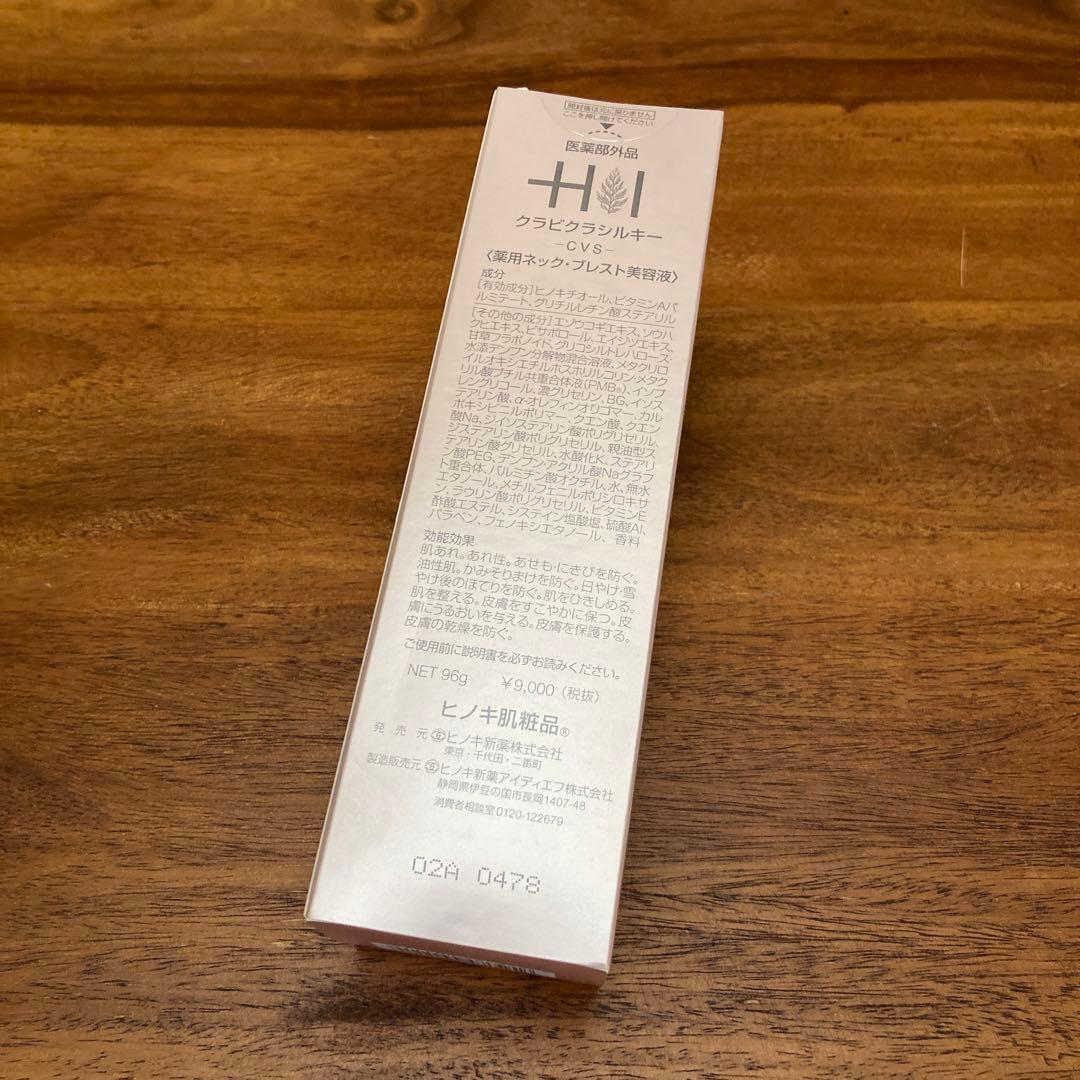 開封後は元に戻りません
ここを押し開けてください
医薬部外品
HI
クラビクラシルキー
-CVS-
〈薬用ネック・ブレスト美容液〉
成分
[有効成分]ヒノキチオール、ビタミンAパ
ルミテート、グリチルレチン酸ステアリル
[その他の成分]エゾウコギエキス、ソウハ
クヒエキス、ビサボロール、エイジツエキス、
甘草フラボノイド、グリコシルトレハロース・
水添デンプン分解物混合溶液、メタクリロ
イルオキシエチルホスホリルコリン・メタク
リル酸ブチル共重合体液(PMB®)、イソプ
レングリコール、濃グリセリン、BG、イソス
テアリン酸、α-オレフィンオリゴマー、カル
ボキシビニルポリマー、クエン酸、クエン
酸Na、ジイソステアリン酸ポリグリセリル、
ジステアリン酸ポリグリセリル、親油型ス
テアリン酸グリセリル、水酸化K、ステアリ
ン酸PEG、デンプン・アクリル酸Naグラフ
ト重合体、パルミチン酸オクチル、水、無水
エタノール、メチルフェニルポリシロキサ
ン、ラウリン酸ポリグリセリル、ビタミンE
酢酸エステル、システイン塩酸塩、硫酸Al、
パラベン、フェノキシエタノール、香料
効能効果
肌あれ。あれ性。あせも・にきびを防ぐ。
油性肌。かみそりまけを防ぐ。日やけ・雪
やけ後のほてりを防ぐ。肌をひきしめる。
肌を整える。皮膚をすこやかに保つ。皮
膚にうるおいを与える。皮膚を保護する。
皮膚の乾燥を防ぐ。
ご使用前に説明書を必ずお読みください。
NET 96g ¥9,000（税抜）
ヒノキ肌粧品®
発売元 ヒノキ新薬株式会社
東京・千代田・二番町
製造販売元 ヒノキ新薬アイディエフ株式会社
静岡県伊豆の国市長岡1407-48
消費者相談室0120-122679
02A 0478